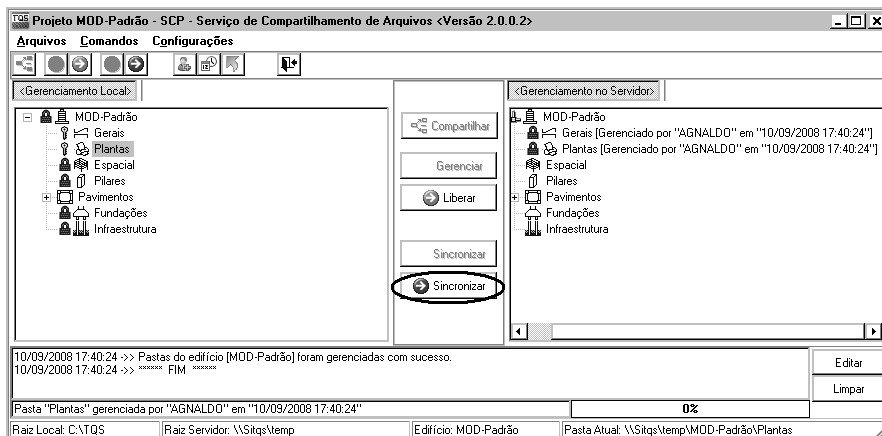 TQS Projeto MOD-Padrão - SCP - Serviço de Compartilhamento de Arquivos <Versão 2.0.0.2>
Arquivos Comandos Configurações
<Gerenciamento Local>
<Gerenciamento no Servidor>
MOD-Padrão
Gerais
Plantas
Espacial
Pilares
Pavimentos
Fundações
Infraestrutura
Compartilhar
Gerenciar
Liberar
Sincronizar
Sincronizar
MOD-Padrão
Gerais [Gerenciado por "AGNALDO" em "10/09/2008 17:40:24"]
Plantas [Gerenciado por "AGNALDO" em "10/09/2008 17:40:24"]
Espacial
Pilares
Pavimentos
Fundações
Infraestrutura
10/09/2008 17:40:24 ->> Pastas do edifício [MOD-Padrão] foram gerenciadas com sucesso.
10/09/2008 17:40:24 ->> ****** FIM ******
Editar
Limpar
Pasta "Plantas" gerenciada por "AGNALDO" em "10/09/2008 17:40:24"
0%
Raiz Local: C:\TQS
Raiz Servidor: \\Sitqs\temp
Edifício: MOD-Padrão
Pasta Atual: \\Sitqs\temp\MOD-Padrão\Plantas